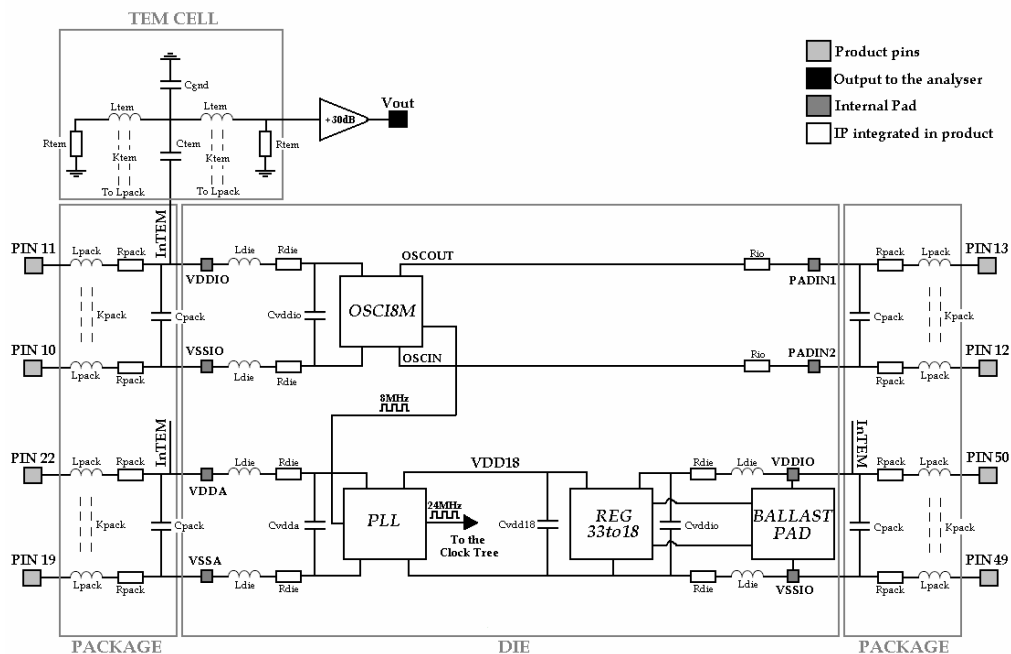 TEM CELL
Cgnd
Ltem
Ltem
Vout
+30dB
Rtem
Ktem
Ctem
Ktem
Rtem
To Lpack
To Lpack
Product pins
Output to the analyser
Internal Pad
IP integrated in product
PIN 11
Lpack
Rpack
InTEM
VDDIO
Ldie
Rdie
OSCOUT
Rio
PADIN1
Rpack
Lpack
PIN 13
Kpack
Cpack
Cvddio
OSCI8M
Cpack
Kpack
PIN 10
Lpack
Rpack
VSSIO
Ldie
Rdie
OSCIN
Rio
PADIN2
Rpack
Lpack
PIN 12
8MHz
InTEM
InTEM
PIN 22
Lpack
Rpack
VDDA
Ldie
Rdie
VDD18
Rdie
Ldie
VDDIO
Rpack
Lpack
PIN 50
Kpack
Cpack
Cvdda
PLL
24MHz
To the
Clock Tree
Cvdd18
REG
33to18
Cvddio
BALLAST
PAD
Cpack
Kpack
PIN 19
Lpack
Rpack
VSSA
Ldie
Rdie
Rdie
Ldie
VSSIO
Rpack
Lpack
PIN 49
PACKAGE
DIE
PACKAGE